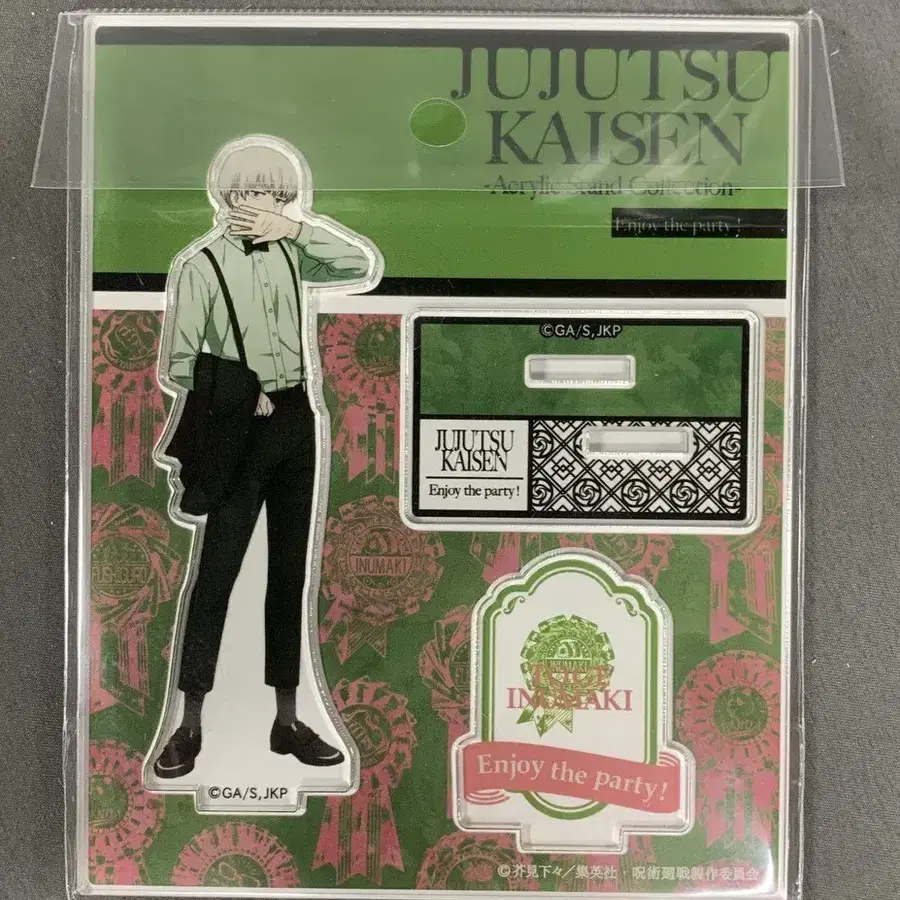 JUJUTSU
KAISEN
-Acrylic Stand Collection-
Enjoy the party!
©GA/S,JKP
JUJUTSU
KAISEN
Enjoy the party!
INUMAKI
FUSHIGURO
INUMAKI
TOGE
INUMAKI
Enjoy the party!
©GA/S,JKP
©芥見下々/集英社・呪術廻戦製作委員会